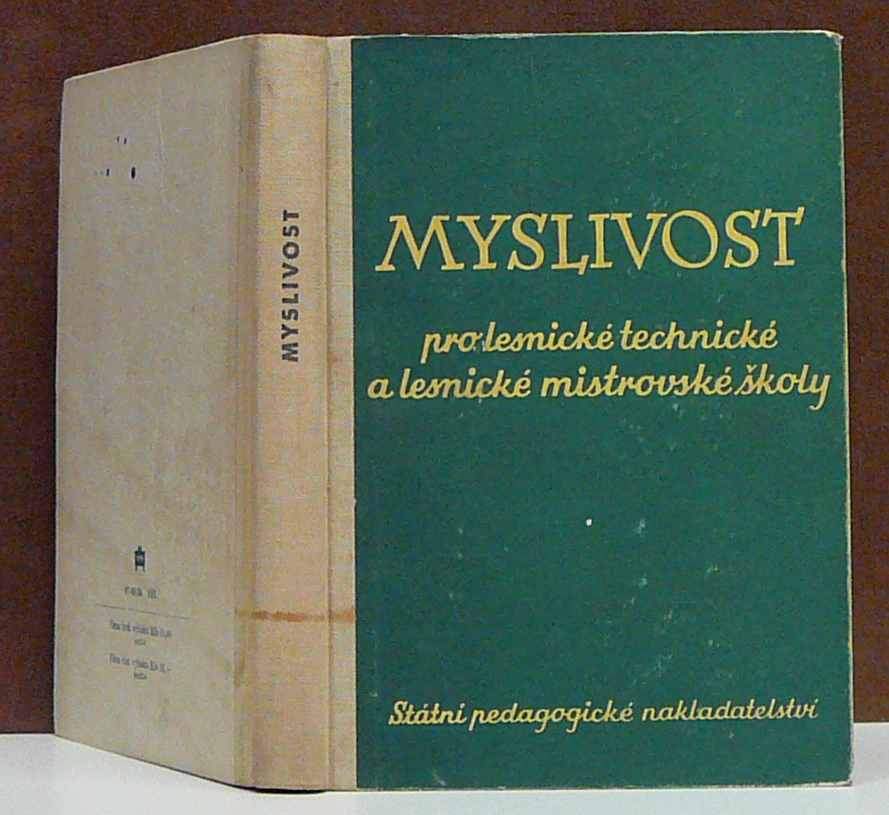 MYSLIVOST
pro lesnické technické
a lesnické mistrovské školy
Státní pedagogické nakladatelství
MYSLIVOST